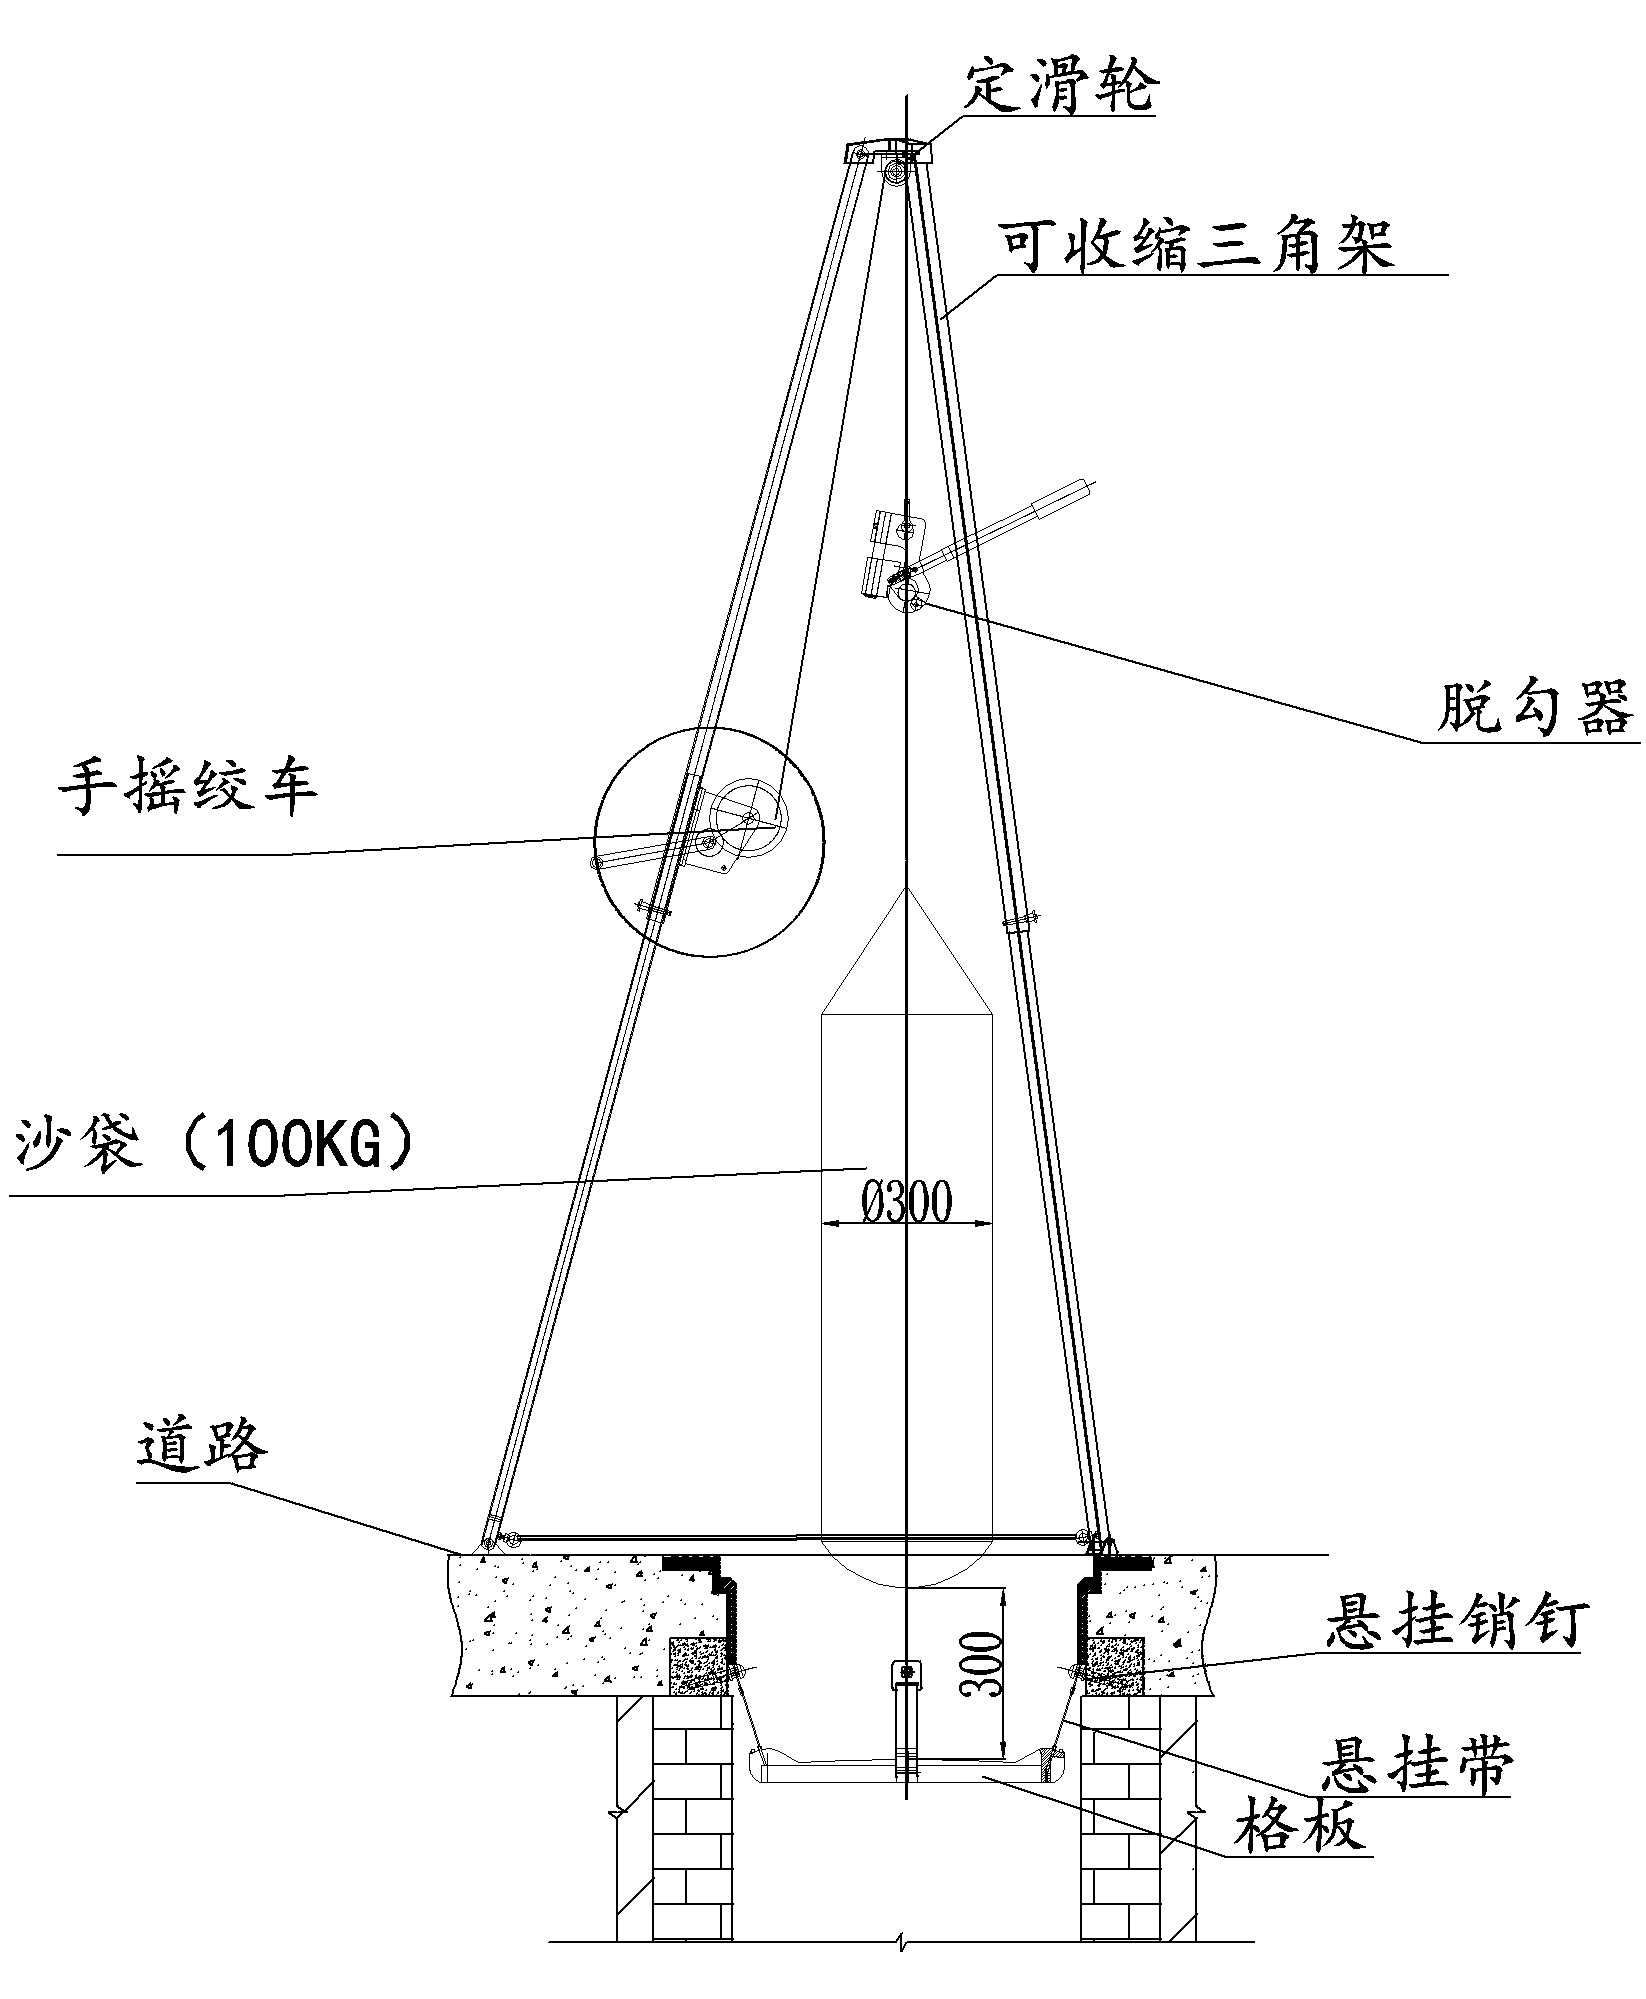 定滑轮
可收缩三角架
脱勾器
手摇绞车
沙袋（100KG）
Ø300
道路
悬挂销钉
300
悬挂带
格板